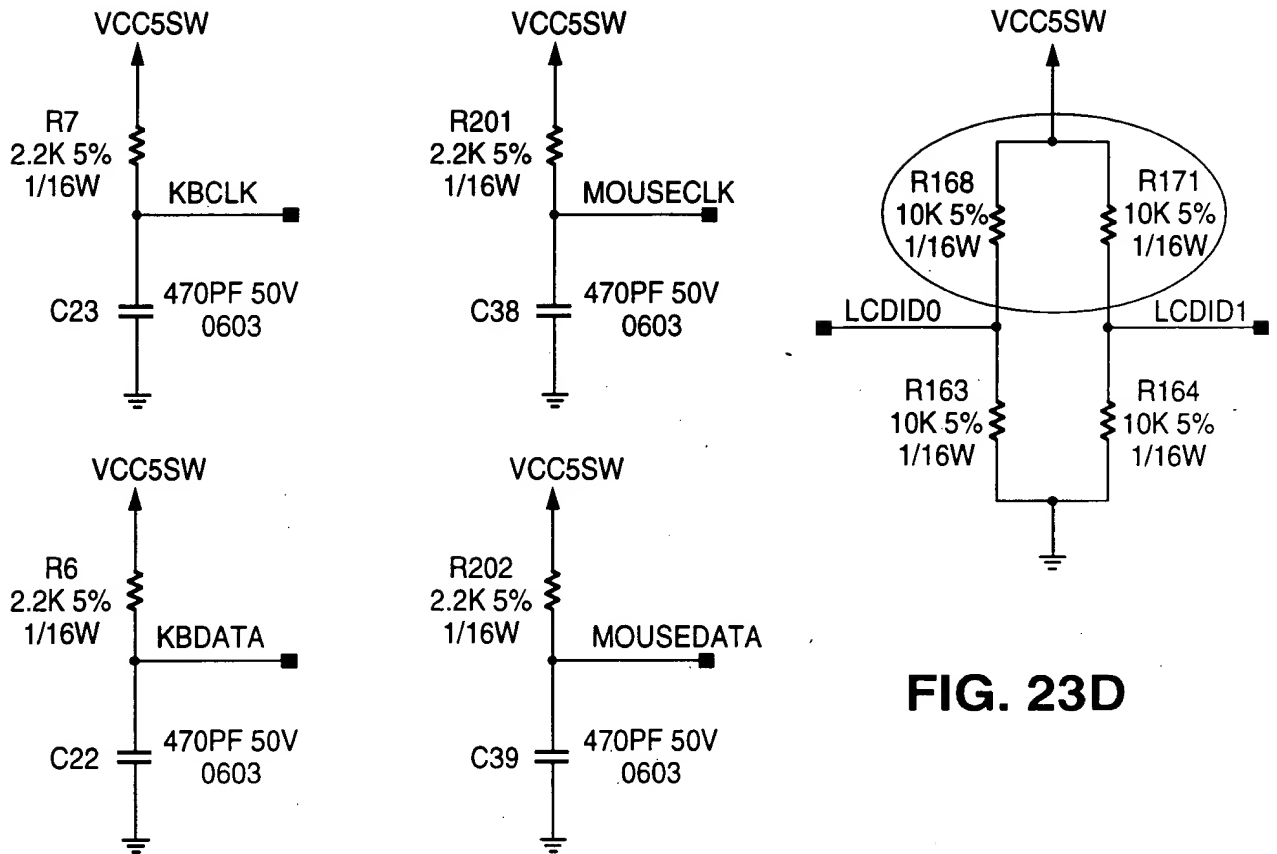 VCC5SW
R7
2.2K 5%
1/16W
KBCLK
C23
470PF 50V
0603
VCC5SW
R201
2.2K 5%
1/16W
MOUSECLK
C38
470PF 50V
0603
VCC5SW
R168
10K 5%
1/16W
R171
10K 5%
1/16W
LCDID0
LCDID1
R163
10K 5%
1/16W
R164
10K 5%
1/16W
VCC5SW
R6
2.2K 5%
1/16W
KBDATA
C22
470PF 50V
0603
VCC5SW
R202
2.2K 5%
1/16W
MOUSEDATA
C39
470PF 50V
0603
FIG. 23D